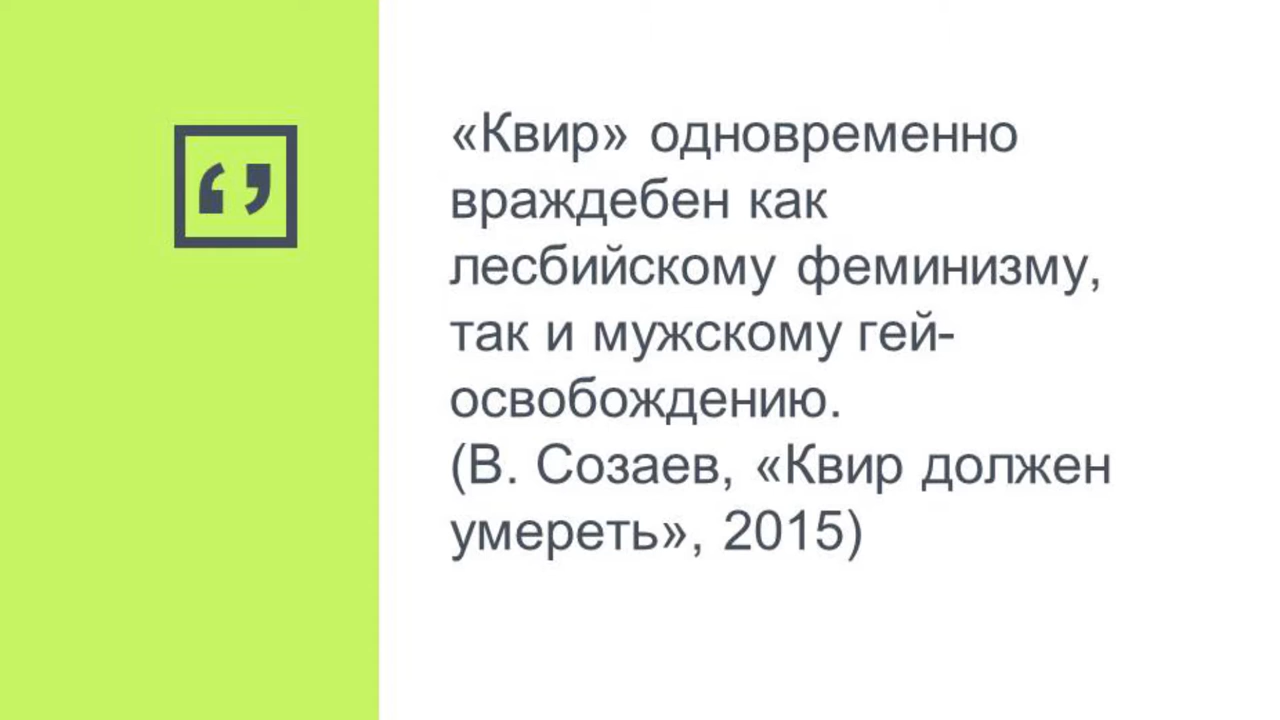 «Квир» одновременно
враждебен как
лесбийскому феминизму,
так и мужскому гей-
освобождению.
(В. Созаев, «Квир должен
умереть», 2015)